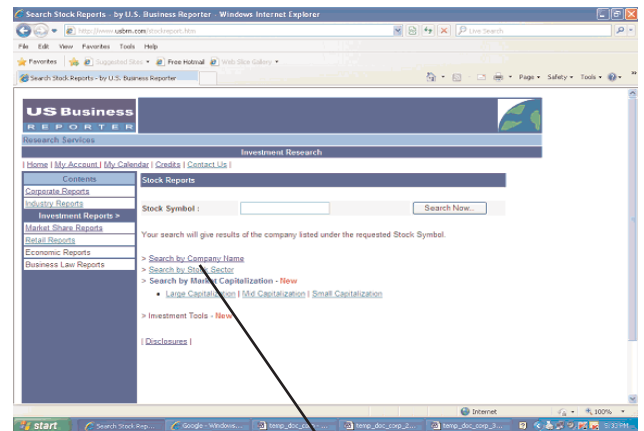 Search Stock Reports - by U.S. Business Reporter - Windows Internet Explorer
http://www.usbrn.com/stockreport.htm
Live Search
File Edit View Favorites Tools Help
Favorites Suggested Sites Free Hotmail Web Slice Gallery
Search Stock Reports - by U.S. Business Reporter
Page Safety Tools
US Business
REPORTER
Research Services
Investment Research
| Home | My Account | My Calendar | Credits | Contact Us |
Contents
Stock Reports
Corporate Reports
Industry Reports
Investment Reports >
Market Share Reports
Retail Reports
Economic Reports
Business Law Reports
Stock Symbol :
Search Now...
Your search will give results of the company listed under the requested Stock Symbol.
> Search by Company Name
> Search by Stock Sector
> Search by Market Capitalization - New
• Large Capitalization | Mid Capitalization | Small Capitalization
> Investment Tools - New
| Disclosures |
Internet 100%
start Search Stock Rep... Google - Windows... temp_doc_corp-... temp_doc_corp_2... temp_doc_corp_3... 5:32 PM